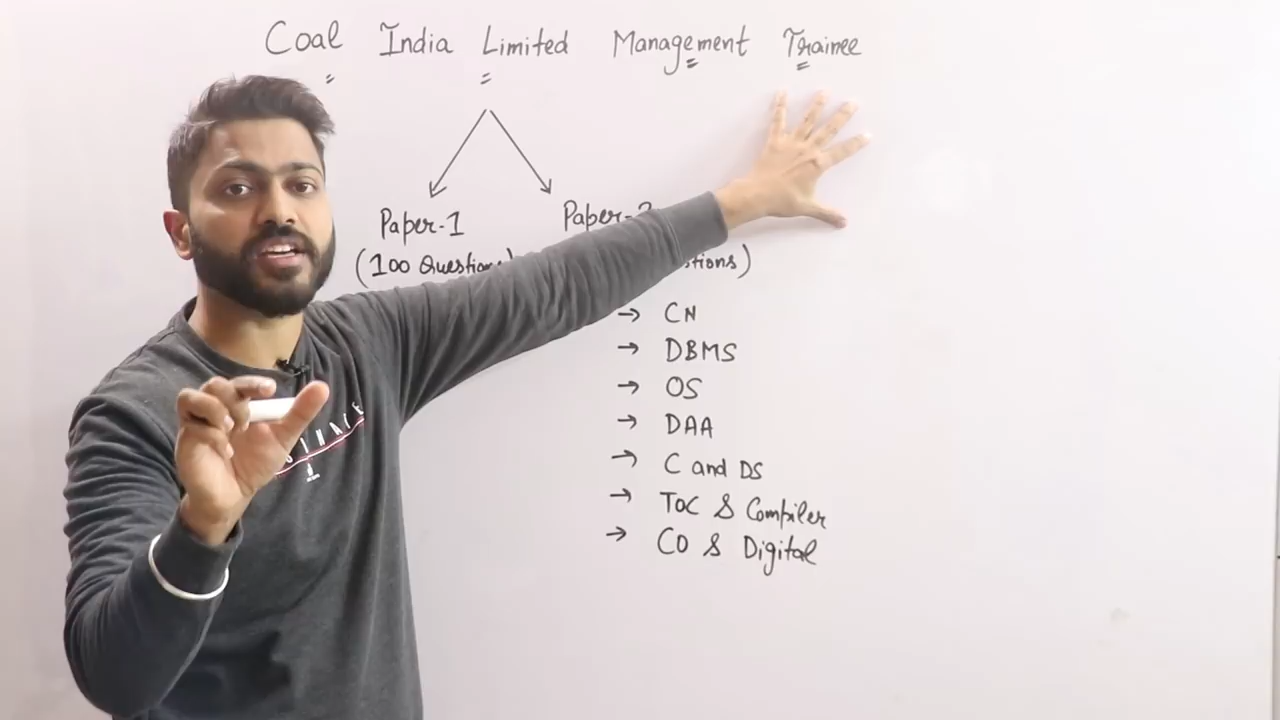 Coal India Limited Management Trainee
Paper-1 Paper-2
(100 Questions) tions)
→ CN
→ DBMS
→ OS
→ DAA
→ C and DS
→ TOC & Compiler
→ CO & Digital